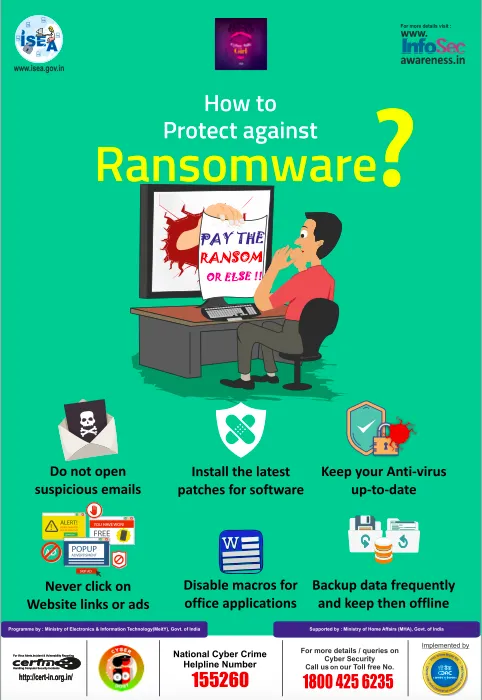 ISEA
www.isea.gov.in
For more details visit :
www.
InfoSec
awareness.in
How to
Protect against
Ransomware?
PAY THE
RANSOM
OR ELSE !!
Do not open
suspicious emails
Install the latest
patches for software
Keep your Anti-virus
up-to-date
ALERT!
YOU HAVE WON
FREE
POPUP
ADVERTISEMENT
Never click on
Website links or ads
W
Disable macros for
office applications
Backup data frequently
and keep then offline
Programme by : Ministry of Electronics & Information Technology(MeitY), Govt. of India
Supported by : Ministry of Home Affairs (MHA), Govt. of India
http://cert-in.org.in/
CYBER
National Cyber Crime
Helpline Number
155260
For more details / queries on
Cyber Security
Call us on our Toll free No.
1800 425 6235
Implemented by